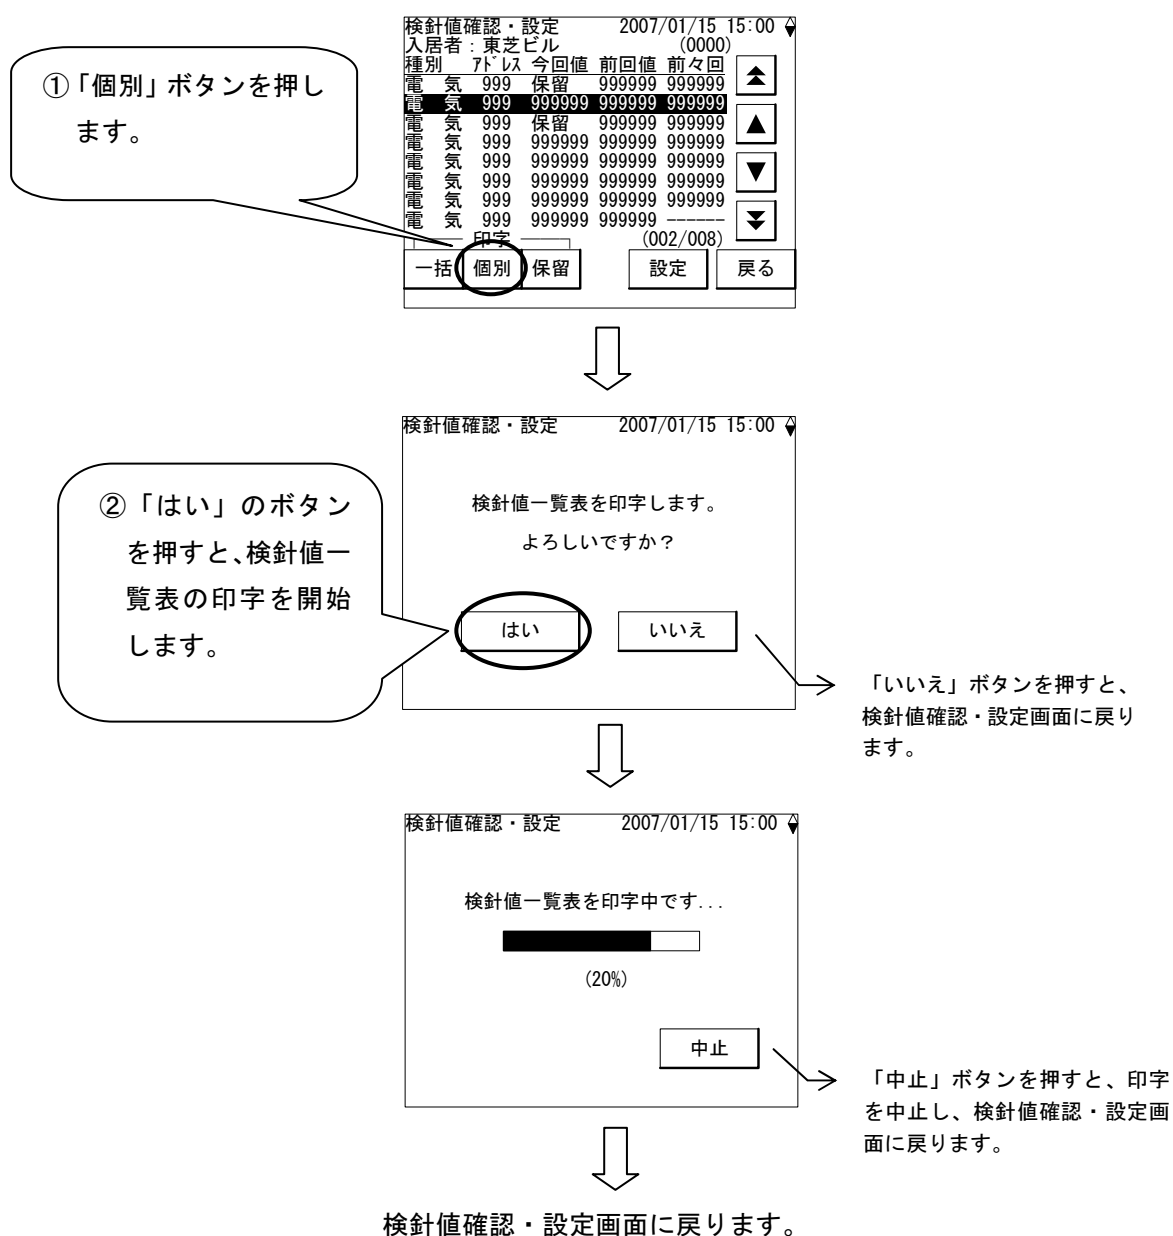 検針値確認・設定 2007/01/15 15:00
入居者：東芝ビル (0000)
種別 ｱﾄﾞﾚｽ 今回値 前回値 前々回
電 気 999 保留 999999 999999
電 気 999 999999 999999 999999
電 気 999 保留 999999 999999
電 気 999 999999 999999 999999
電 気 999 999999 999999 999999
電 気 999 999999 999999 999999
電 気 999 999999 999999 999999
電 気 999 999999 999999 ------
印字 (002/008)
一括 個別 保留 設定 戻る
①「個別」ボタンを押し
ます。
検針値確認・設定 2007/01/15 15:00
検針値一覧表を印字します。
よろしいですか？
はい いいえ
②「はい」のボタン
を押すと、検針値一
覧表の印字を開始
します。
「いいえ」ボタンを押すと、
検針値確認・設定画面に戻り
ます。
検針値確認・設定 2007/01/15 15:00
検針値一覧表を印字中です...
(20%)
中止
「中止」ボタンを押すと、印字
を中止し、検針値確認・設定画
面に戻ります。
検針値確認・設定画面に戻ります。